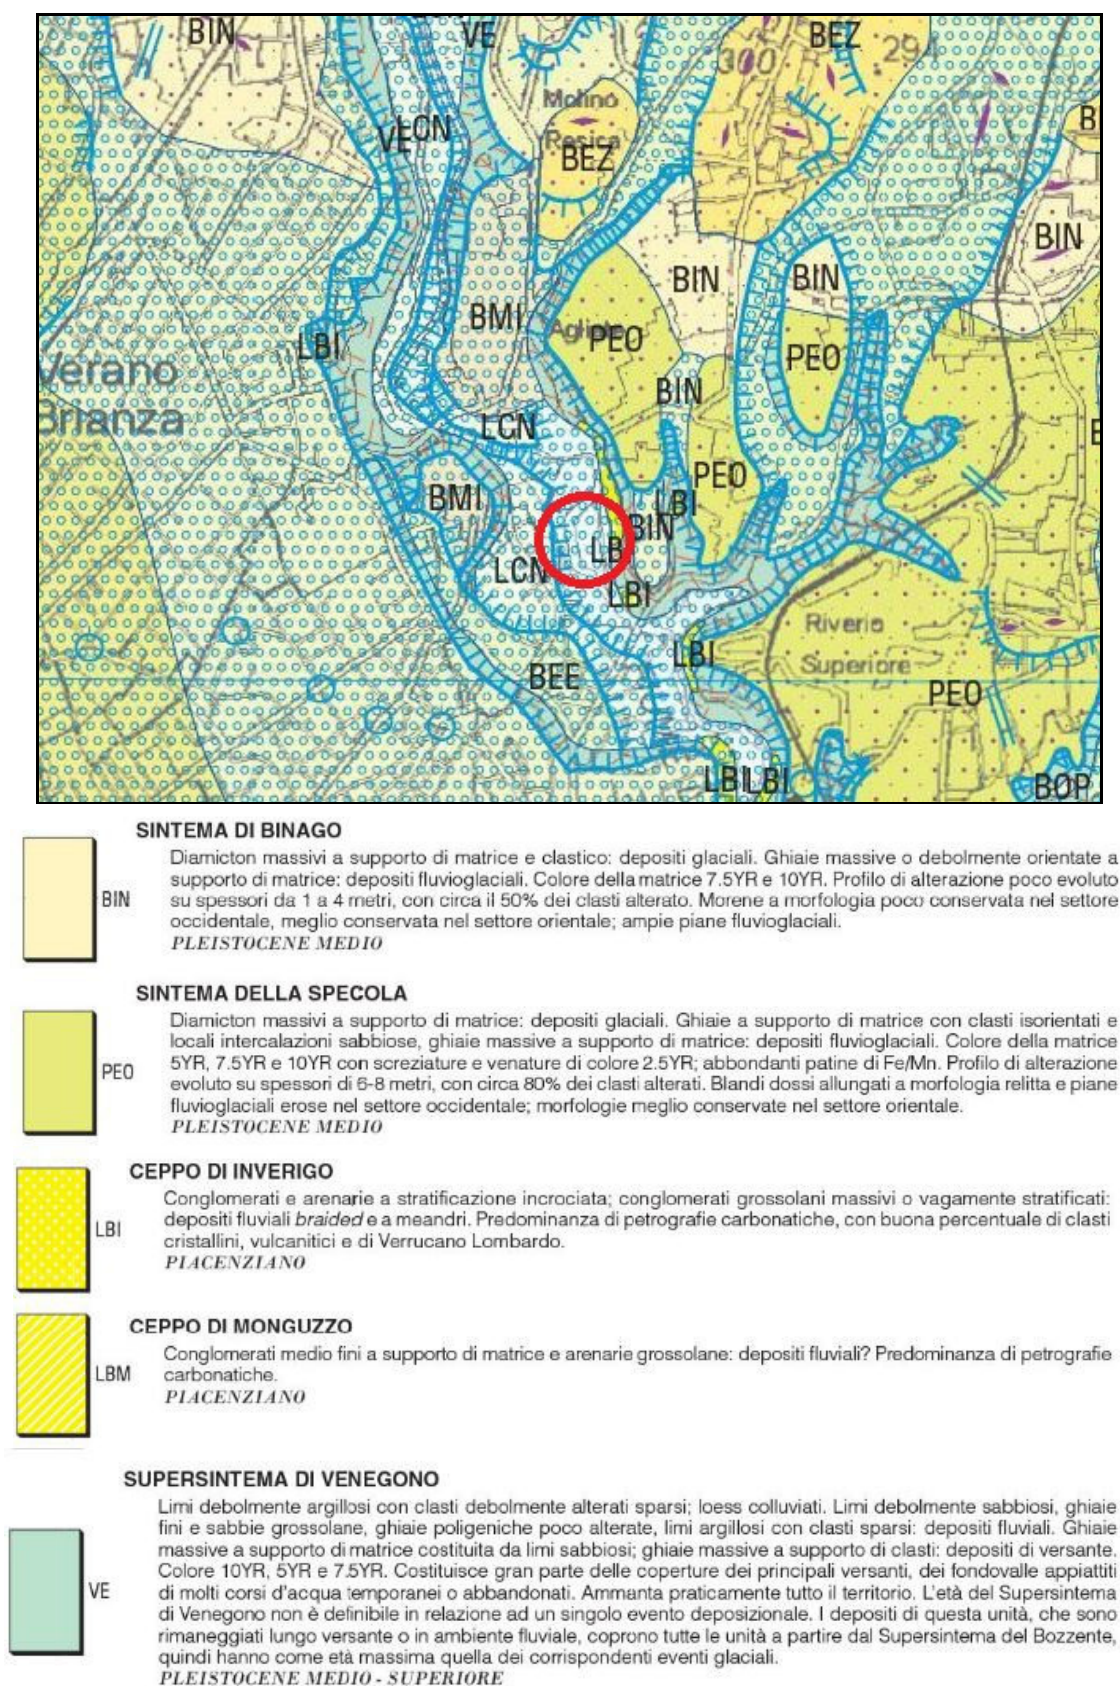 BIN
VE
BEZ
300
294
Molino
Resica
VE
LCN
BEZ
B
BIN
BIN
BIN
BMI
Agliate
PEO
PEO
LBI
Verano
Brianza
BIN
LCN
PEO
BMI
LBI
BIN
LBI
LCN
LBI
Riverio
Superiore
LBI
BEE
PEO
LBI
LBI
BOP
SINTEMA DI BINAGO
BIN
Diamicton massivi a supporto di matrice e clastico: depositi glaciali. Ghiaie massive o debolmente orientate a
supporto di matrice: depositi fluvioglaciali. Colore della matrice 7.5YR e 10YR. Profilo di alterazione poco evoluto
su spessori da 1 a 4 metri, con circa il 50% dei clasti alterato. Morene a morfologia poco conservata nel settore
occidentale, meglio conservata nel settore orientale; ampie piane fluvioglaciali.
PLEISTOCENE MEDIO
SINTEMA DELLA SPECOLA
PEO
Diamicton massivi a supporto di matrice: depositi glaciali. Ghiaie a supporto di matrice con clasti isorientati e
locali intercalazioni sabbiose, ghiaie massive a supporto di matrice: depositi fluvioglaciali. Colore della matrice
5YR, 7.5YR e 10YR con screziature e venature di colore 2.5YR; abbondanti patine di Fe/Mn. Profilo di alterazione
evoluto su spessori di 6-8 metri, con circa 80% dei clasti alterati. Blandi dossi allungati a morfologia relitta e piane
fluvioglaciali erose nel settore occidentale; morfologie meglio conservate nel settore orientale.
PLEISTOCENE MEDIO
CEPPO DI INVERIGO
LBI
Conglomerati e arenarie a stratificazione incrociata; conglomerati grossolani massivi o vagamente stratificati:
depositi fluviali braided e a meandri. Predominanza di petrografie carbonatiche, con buona percentuale di clasti
cristallini, vulcanitici e di Verrucano Lombardo.
PIACENZIANO
CEPPO DI MONGUZZO
LBM
Conglomerati medio fini a supporto di matrice e arenarie grossolane: depositi fluviali? Predominanza di petrografie
carbonatiche.
PIACENZIANO
SUPERSINTEMA DI VENEGONO
VE
Limi debolmente argillosi con clasti debolmente alterati sparsi; loess colluviati. Limi debolmente sabbiosi, ghiaie
fini e sabbie grossolane, ghiaie poligeniche poco alterate, limi argillosi con clasti sparsi: depositi fluviali. Ghiaie
massive a supporto di matrice costituita da limi sabbiosi; ghiaie massive a supporto di clasti: depositi di versante.
Colore 10YR, 5YR e 7.5YR. Costituisce gran parte delle coperture dei principali versanti, dei fondovalle appiattiti
di molti corsi d'acqua temporanei o abbandonati. Ammanta praticamente tutto il territorio. L'età del Supersintema
di Venegono non è definibile in relazione ad un singolo evento deposizionale. I depositi di questa unità, che sono
rimaneggiati lungo versante o in ambiente fluviale, coprono tutte le unità a partire dal Supersintema del Bozzente,
quindi hanno come età massima quella dei corrispondenti eventi glaciali.
PLEISTOCENE MEDIO - SUPERIORE